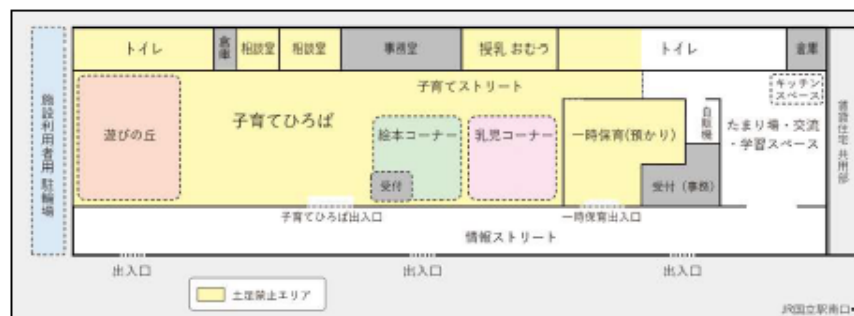 トイレ
倉庫
相談室
相談室
事務室
授乳 おむつ
トイレ
倉庫
施設利用者用 駐輪場
遊びの丘
子育てひろば
子育てストリート
絵本コーナー
受付
乳児コーナー
一時保育(預かり)
自販機
キッチン
スペース
たまり場・交流
・学習スペース
受付（事務）
賃貸住宅 共用部
子育てひろば出入口
一時保育出入口
情報ストリート
出入口
出入口
出入口
土足禁止エリア
JR国立駅南口